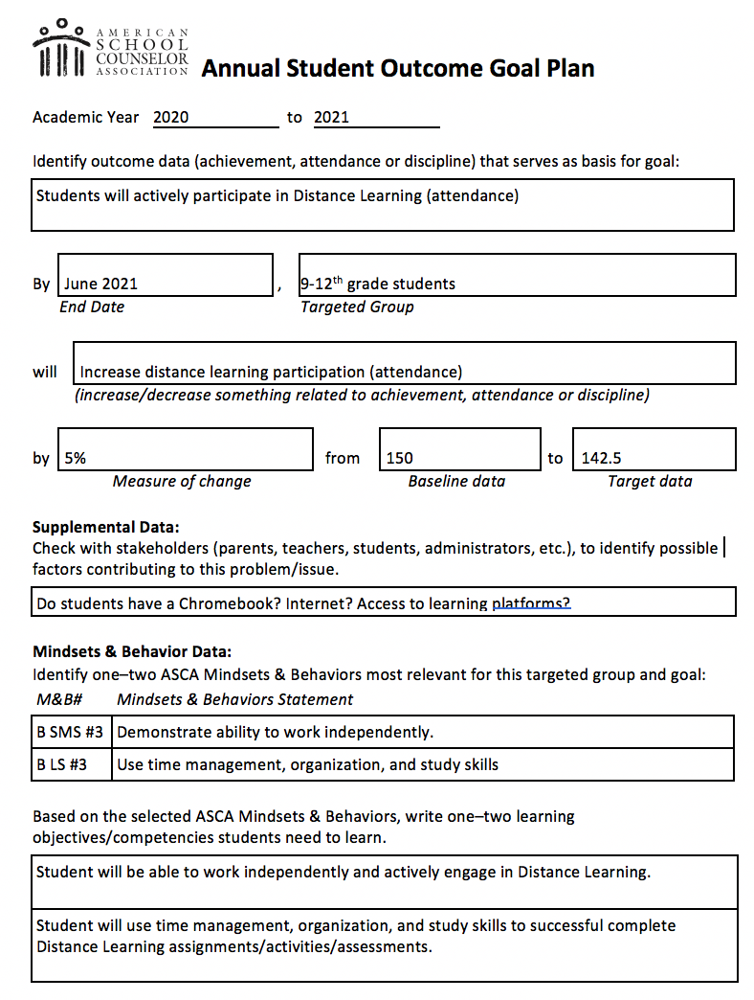 AMERICAN
SCHOOL
COUNSELOR
ASSOCIATION
Annual Student Outcome Goal Plan
Academic Year 2020 to 2021
Identify outcome data (achievement, attendance or discipline) that serves as basis for goal:
Students will actively participate in Distance Learning (attendance)
By June 2021 , 9-12th grade students
End Date Targeted Group
will Increase distance learning participation (attendance)
(increase/decrease something related to achievement, attendance or discipline)
by 5% from 150 to 142.5
Measure of change Baseline data Target data
Supplemental Data:
Check with stakeholders (parents, teachers, students, administrators, etc.), to identify possible
factors contributing to this problem/issue.
Do students have a Chromebook? Internet? Access to learning platforms?
Mindsets & Behavior Data:
Identify one–two ASCA Mindsets & Behaviors most relevant for this targeted group and goal:
M&B# Mindsets & Behaviors Statement
B SMS #3 Demonstrate ability to work independently.
B LS #3 Use time management, organization, and study skills
Based on the selected ASCA Mindsets & Behaviors, write one–two learning
objectives/competencies students need to learn.
Student will be able to work independently and actively engage in Distance Learning.
Student will use time management, organization, and study skills to successful complete
Distance Learning assignments/activities/assessments.